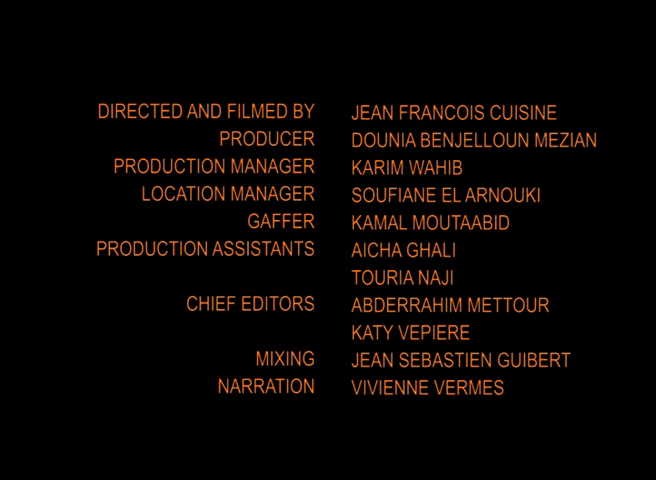 DIRECTED AND FILMED BY JEAN FRANCOIS CUISINE
PRODUCER DOUNIA BENJELLOUN MEZIAN
PRODUCTION MANAGER KARIM WAHIB
LOCATION MANAGER SOUFIANE EL ARNOUKI
GAFFER KAMAL MOUTAABID
PRODUCTION ASSISTANTS AICHA GHALI
TOURIA NAJI
CHIEF EDITORS ABDERRAHIM METTOUR
KATY VEPIERE
MIXING JEAN SEBASTIEN GUIBERT
NARRATION VIVIENNE VERMES